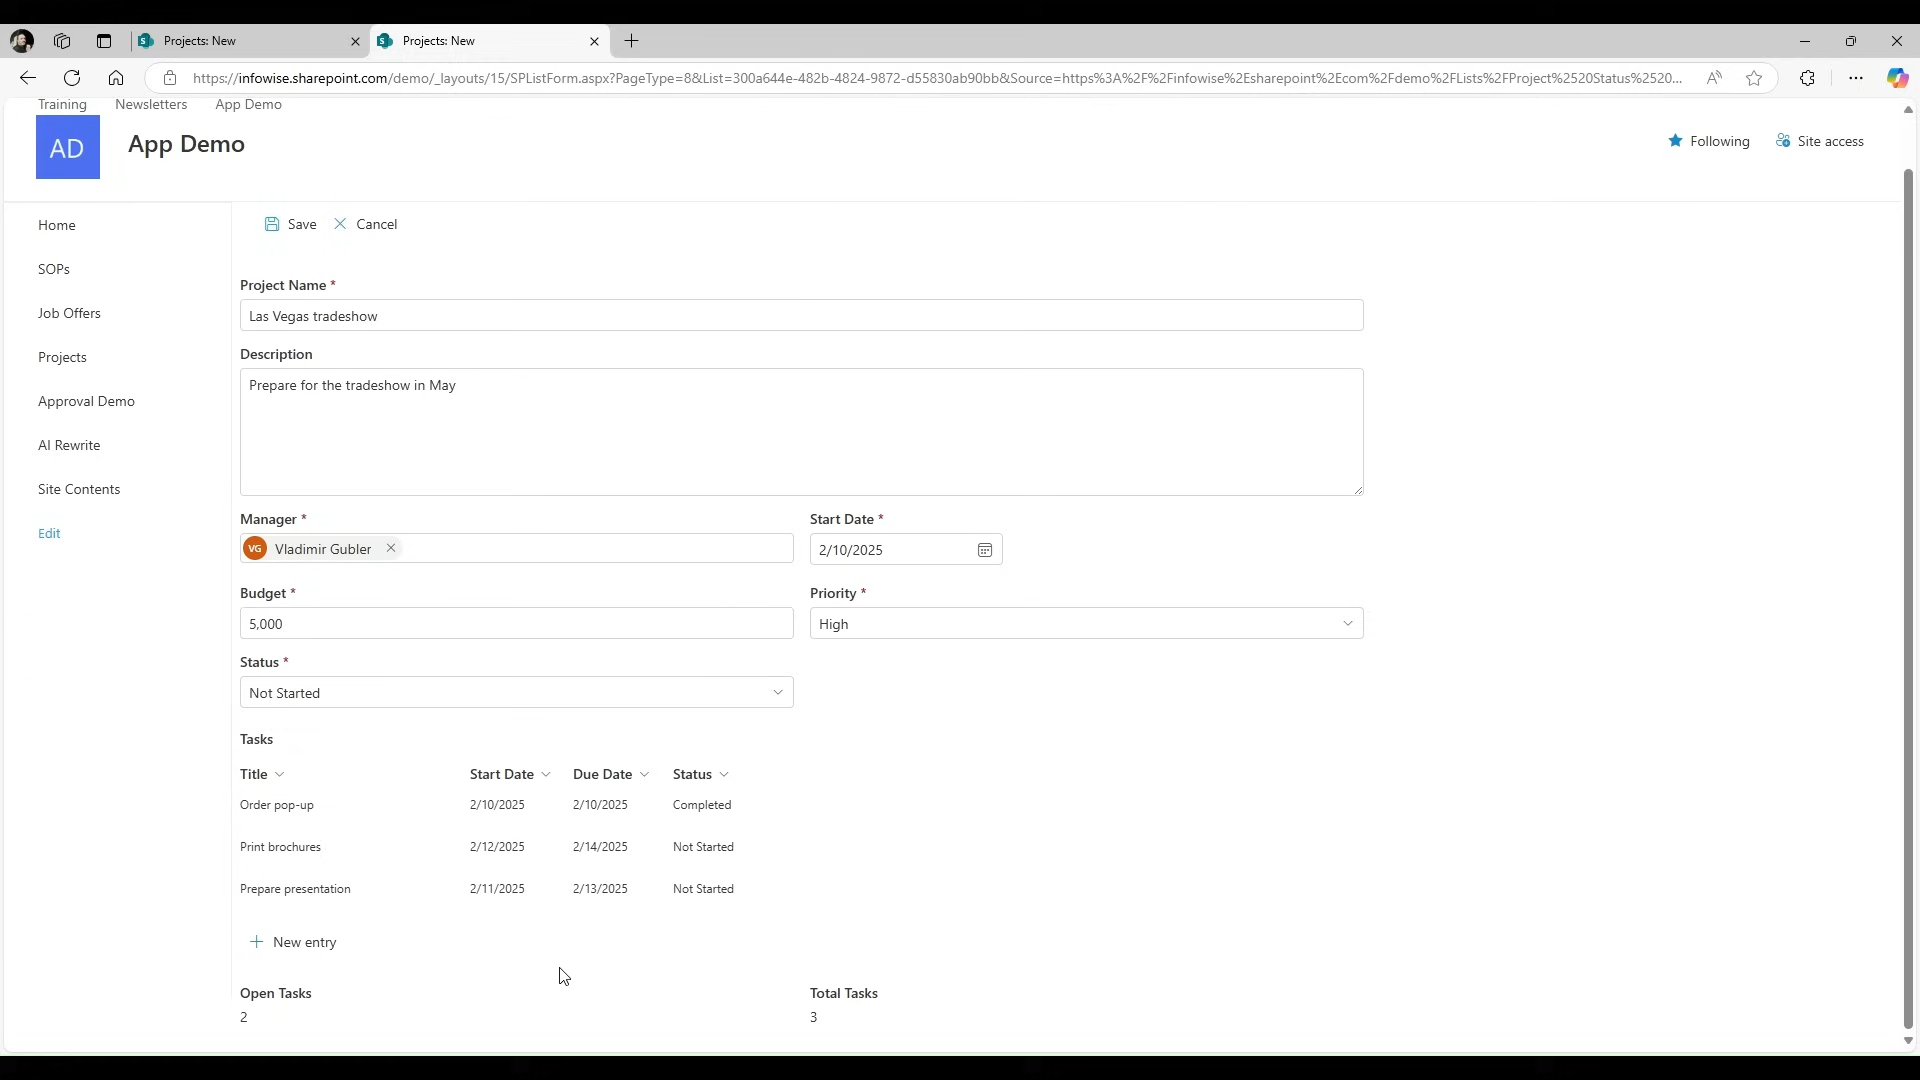 Projects: New
Projects: New
https://infowise.sharepoint.com/demo/_layouts/15/SPListForm.aspx?PageType=8&List=300a644e-482b-4824-9872-d55830ab90bb&Source=https%3A%2F%2Finfowise%2Esharepoint%2Ecom%2Fdemo%2FLists%2FProject%2520Status%2520...
Training Newsletters App Demo
AD App Demo
Following Site access
Home
SOPs
Job Offers
Projects
Approval Demo
AI Rewrite
Site Contents
Edit
Save Cancel
Project Name *
Las Vegas tradeshow
Description
Prepare for the tradeshow in May
Manager * Start Date *
VG Vladimir Gubler 2/10/2025
Budget * Priority *
5,000 High
Status *
Not Started
Tasks
Title Start Date Due Date Status
Order pop-up 2/10/2025 2/10/2025 Completed
Print brochures 2/12/2025 2/14/2025 Not Started
Prepare presentation 2/11/2025 2/13/2025 Not Started
New entry
Open Tasks Total Tasks
2 3